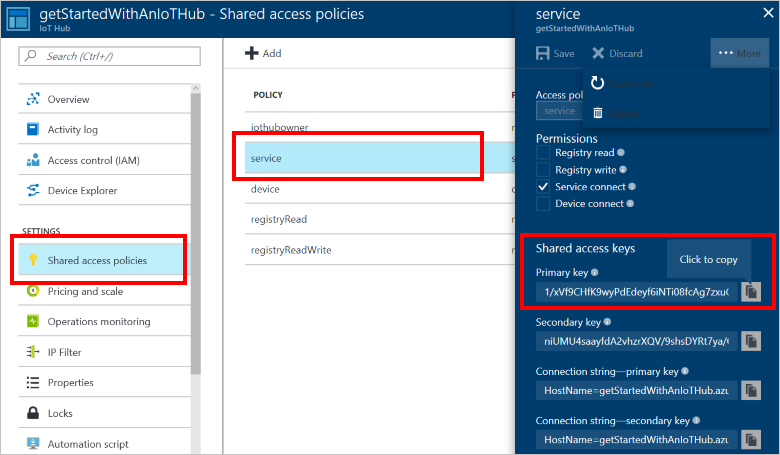 getStartedWithAnIoTHub - Shared access policies
IoT Hub
Search (Ctrl+/)
Overview
Activity log
Access control (IAM)
Device Explorer
SETTINGS
Shared access policies
Pricing and scale
Operations monitoring
IP Filter
Properties
Locks
Automation script
Add
POLICY
iothubowner
service
device
registryRead
registryReadWrite
service
getStartedWithAnIoTHub
Save
Discard
More
Access pol
service
Permissions
Registry read
Registry write
Service connect
Device connect
Shared access keys
Click to copy
Primary key
1/xVf9CHfK9wyPdEdeyf6iNTi08fcAg7zxu
Secondary key
niUMU4saayfdA2vhzrXQV/9shsDYRt7ya/
Connection string—primary key
HostName=getStartedWithAnIoTHub.azu
Connection string—secondary key
HostName=getStartedWithAnIoTHub.azu